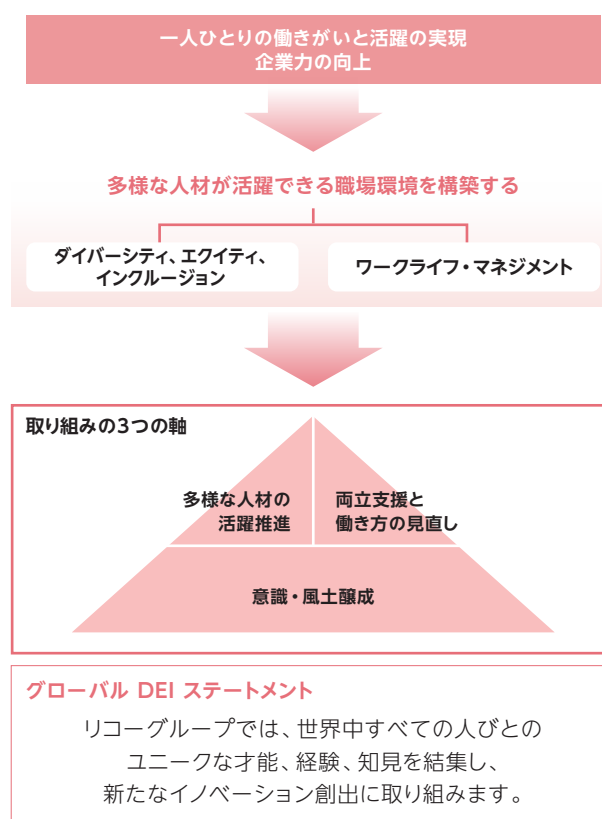 一人ひとりの働きがいと活躍の実現
企業力の向上
多様な人材が活躍できる職場環境を構築する
ダイバーシティ、エクイティ、
インクルージョン
ワークライフ・マネジメント
取り組みの3つの軸
多様な人材の
活躍推進
両立支援と
働き方の見直し
意識・風土醸成
グローバル DEI ステートメント
リコーグループでは、世界中すべての人びとの
ユニークな才能、経験、知見を結集し、
新たなイノベーション創出に取り組みます。